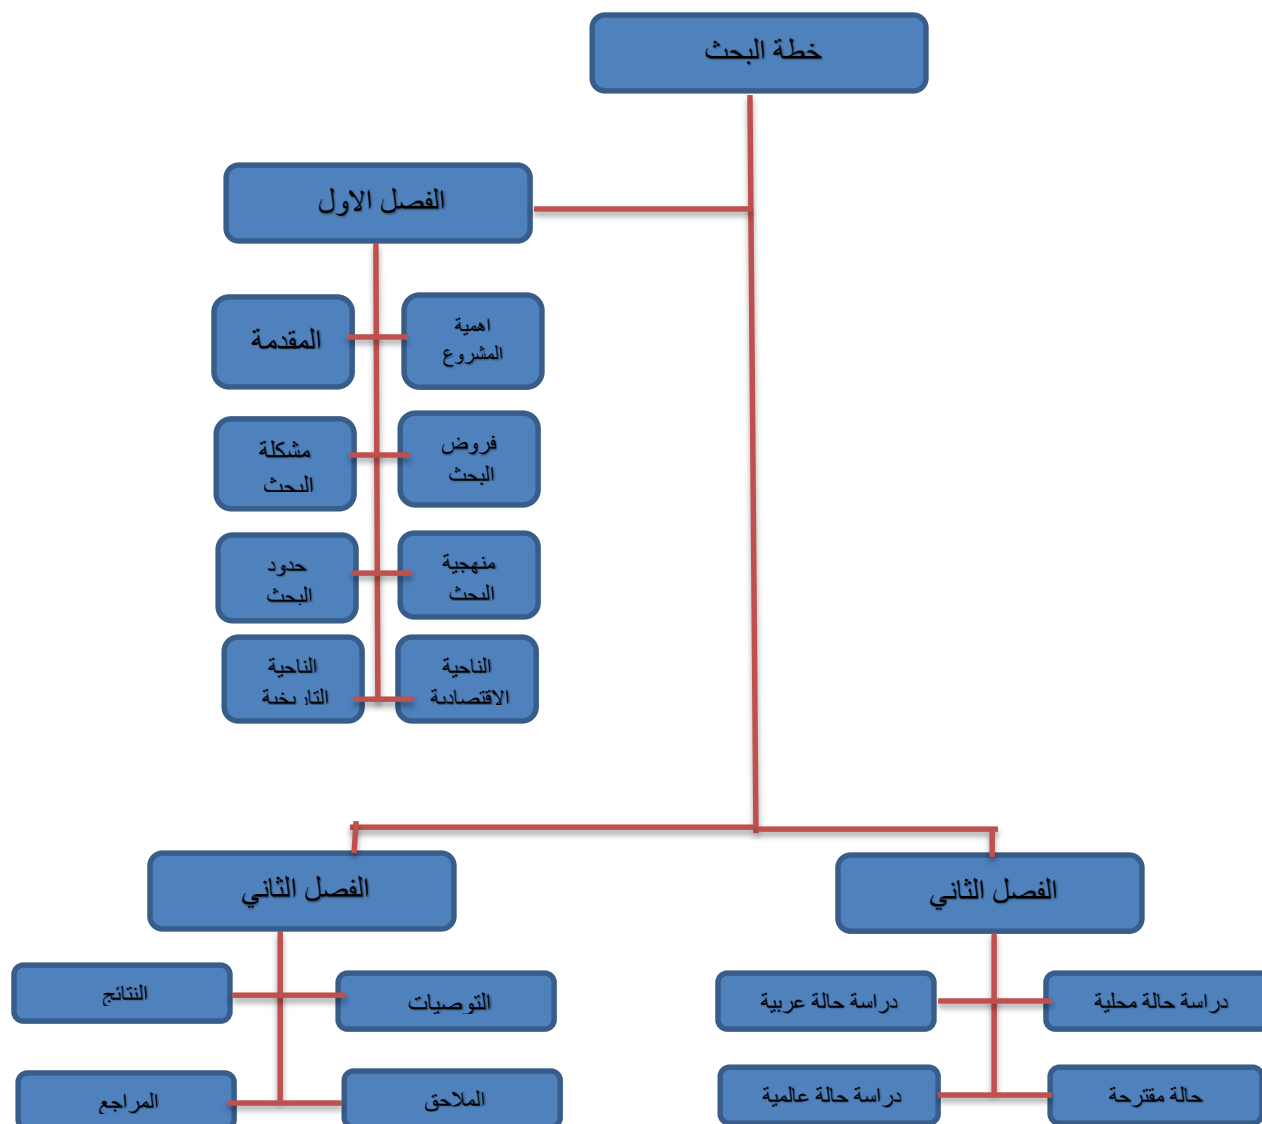 خطة البحث
الفصل الاول
اهمية
المشروع
المقدمة
فروض
البحث
مشكلة
البحث
منهجية
البحث
حدود
البحث
الناحية
الاقتصادية
الناحية
التاريخية
الفصل الثاني
دراسة حالة محلية
دراسة حالة عربية
حالة مقترحة
دراسة حالة عالمية
الفصل الثاني
التوصيات
النتائج
الملاحق
المراجع